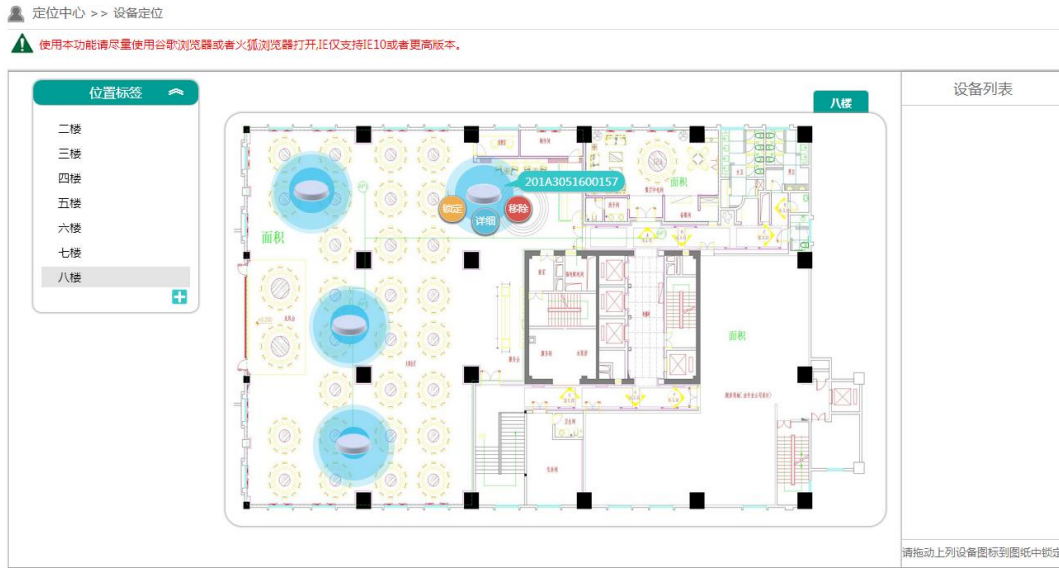 定位中心 >> 设备定位
使用本功能请尽量使用谷歌浏览器或者火狐浏览器打开,IE仅支持IE10或者更高版本。
位置标签
二楼
三楼
四楼
五楼
六楼
七楼
八楼
八楼
201A3051600157
锁定
详细
移除
面积
面积
面积
设备列表
请拖动上列设备图标到图纸中锁定